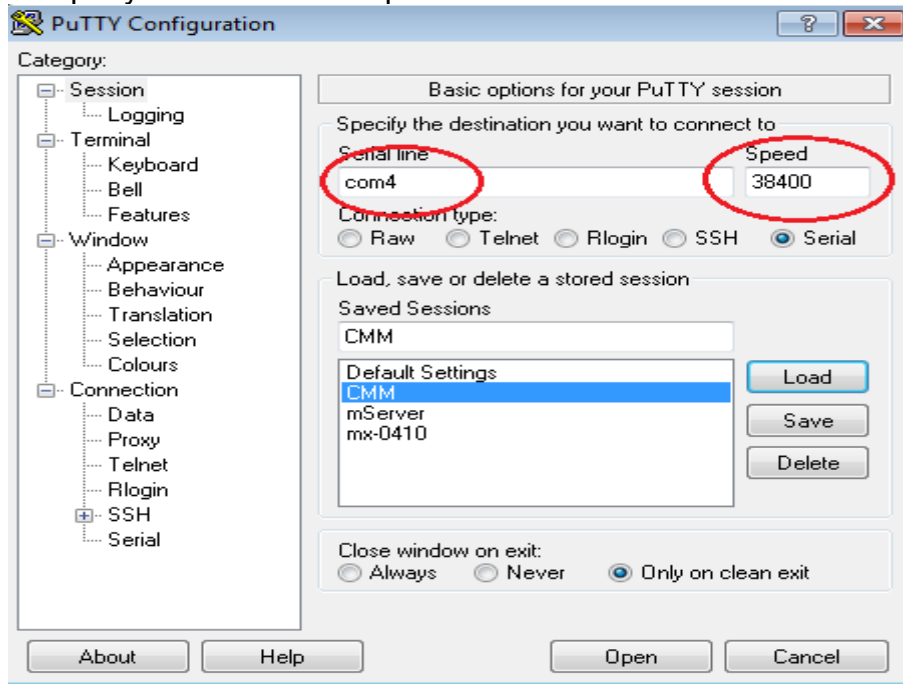 PuTTY Configuration
Category:
Session
Logging
Terminal
Keyboard
Bell
Features
Window
Appearance
Behaviour
Translation
Selection
Colours
Connection
Data
Proxy
Telnet
Rlogin
SSH
Serial
Basic options for your PuTTY session
Specify the destination you want to connect to
Serial line Speed
com4 38400
Connection type:
Raw Telnet Rlogin SSH Serial
Load, save or delete a stored session
Saved Sessions
CMM
Default Settings
CMM
mServer
mx-0410
Load
Save
Delete
Close window on exit:
Always Never Only on clean exit
About Help Open Cancel